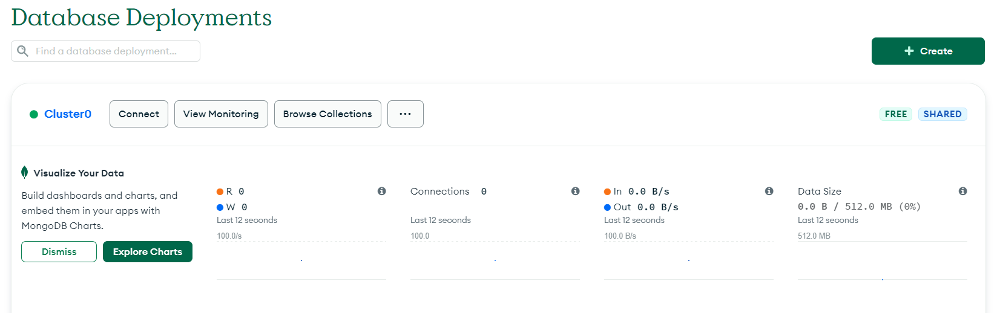 Database Deployments
Find a database deployment...
+ Create
Cluster0
Connect
View Monitoring
Browse Collections
...
FREE
SHARED
Visualize Your Data
Build dashboards and charts, and
embed them in your apps with
MongoDB Charts.
Dismiss
Explore Charts
R 0
W 0
Last 12 seconds
100.0/s
Connections 0
Last 12 seconds
100.0
In 0.0 B/s
Out 0.0 B/s
Last 12 seconds
100.0 B/s
Data Size
0.0 B / 512.0 MB (0%)
Last 12 seconds
512.0 MB